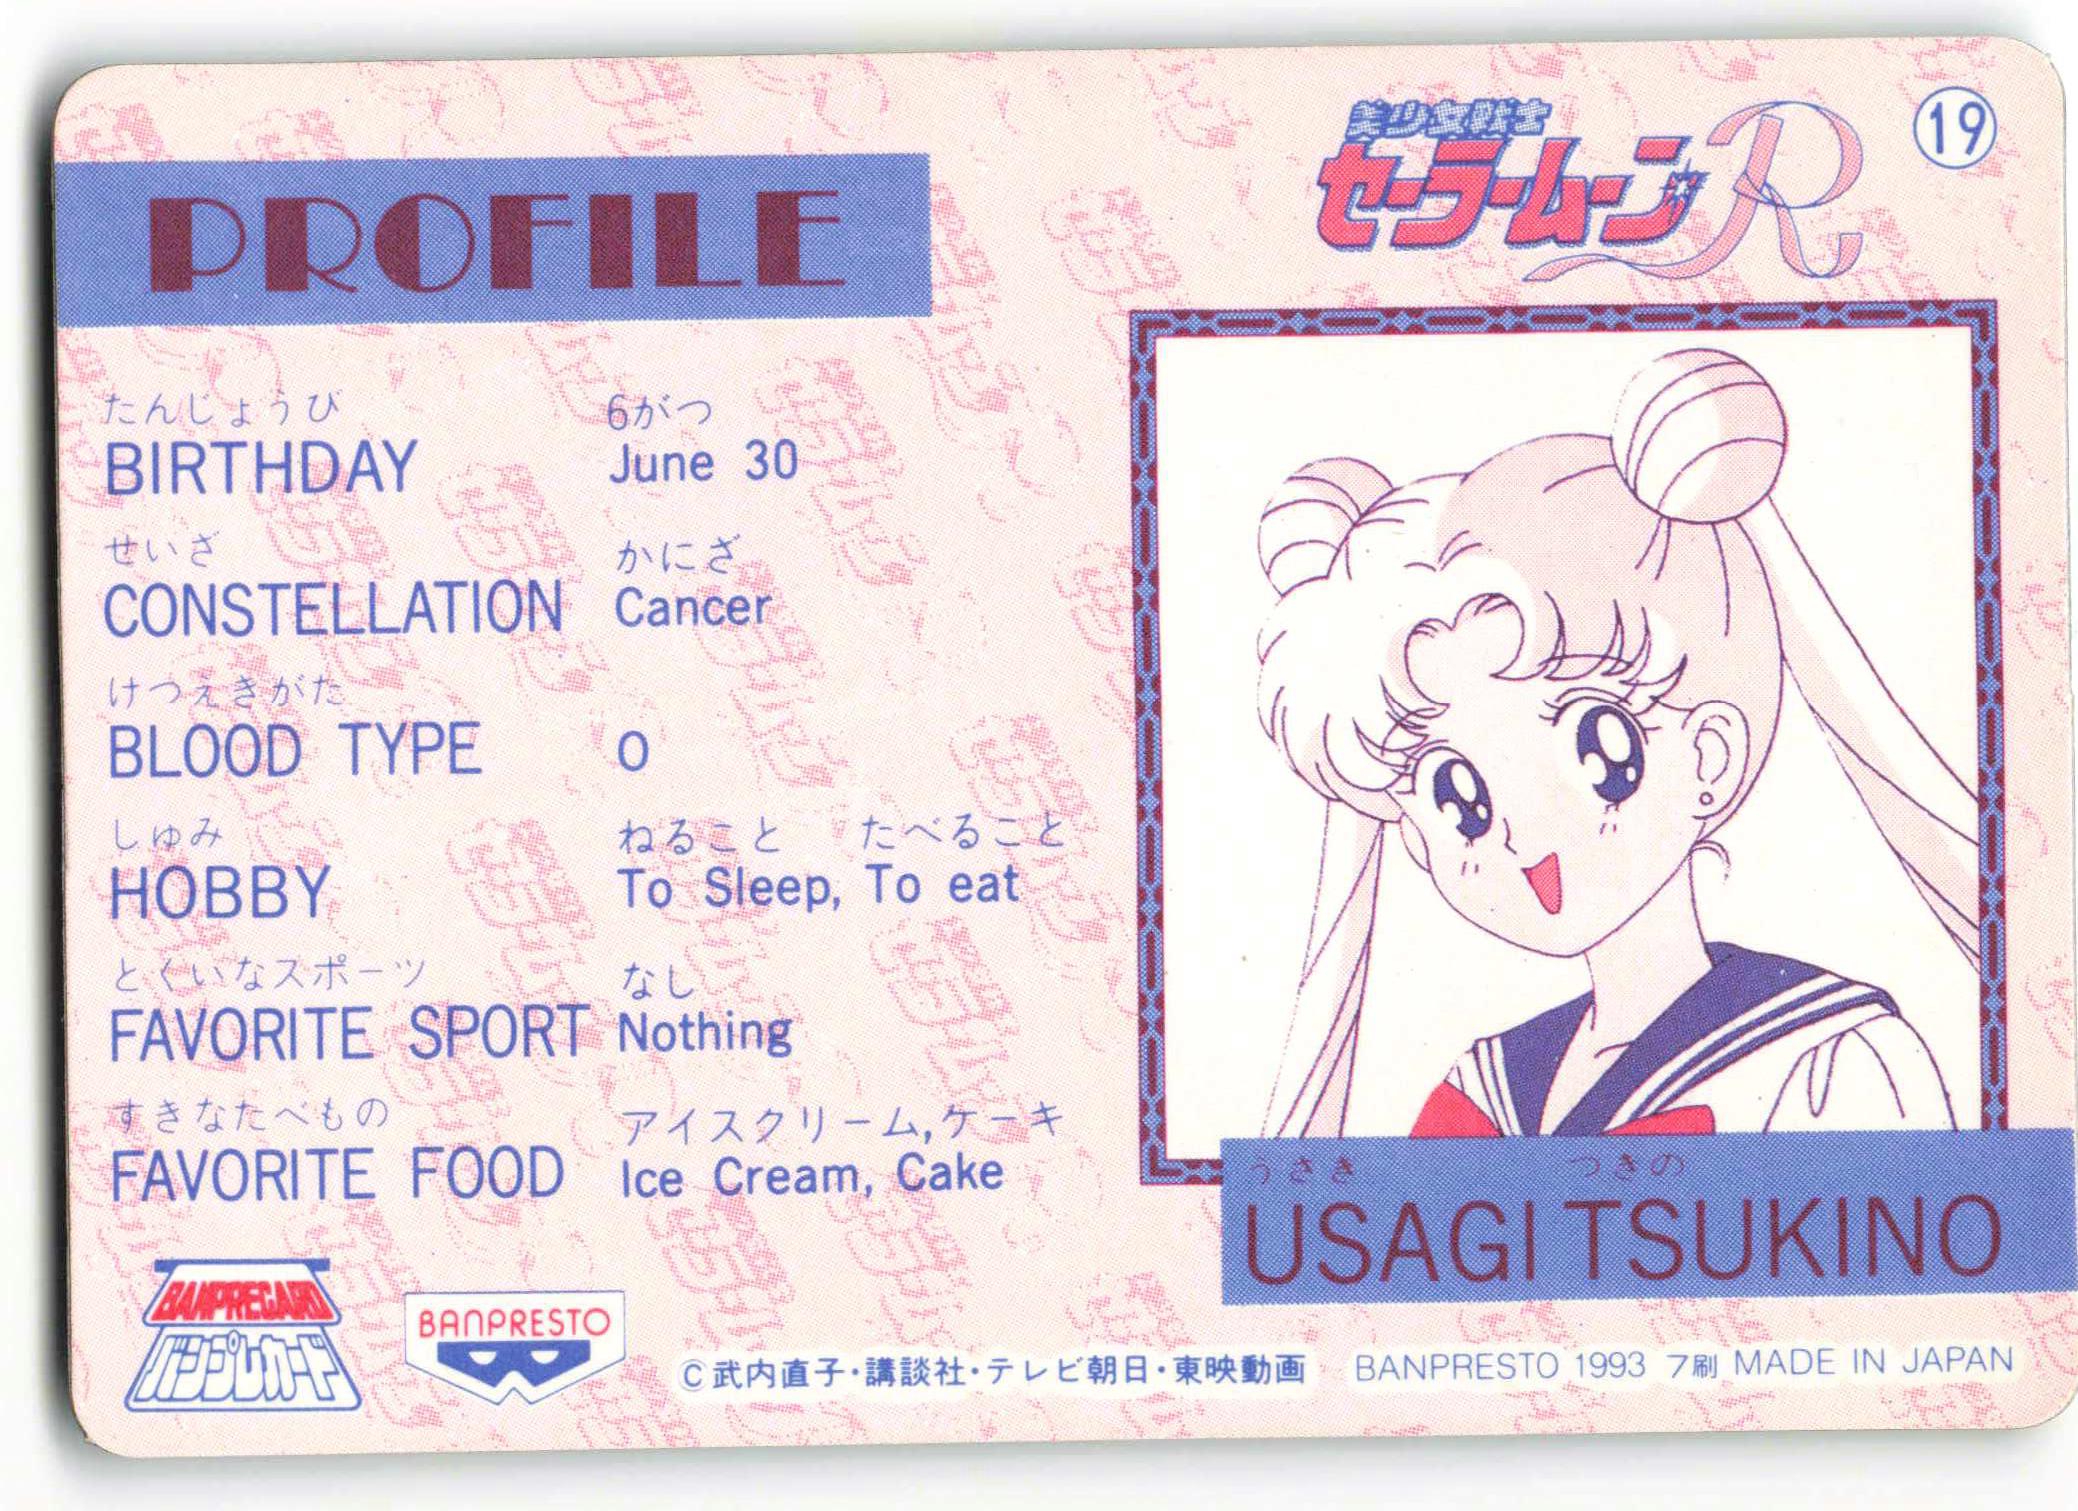 PROFILE
美少女戦士
セーラームーンR
19
たんじょうび 6がつ
BIRTHDAY June 30
せいざ かにざ
CONSTELLATION Cancer
けつえきがた
BLOOD TYPE O
しゅみ ねること たべること
HOBBY To Sleep, To eat
とくいなスポーツ なし
FAVORITE SPORT Nothing
すきなたべもの アイスクリーム,ケーキ
FAVORITE FOOD Ice Cream, Cake
うさぎ つきの
USAGI TSUKINO
BANPRECARD
バンプレカード
BANPRESTO
©武内直子・講談社・テレビ朝日・東映動画 BANPRESTO 1993 7刷 MADE IN JAPAN